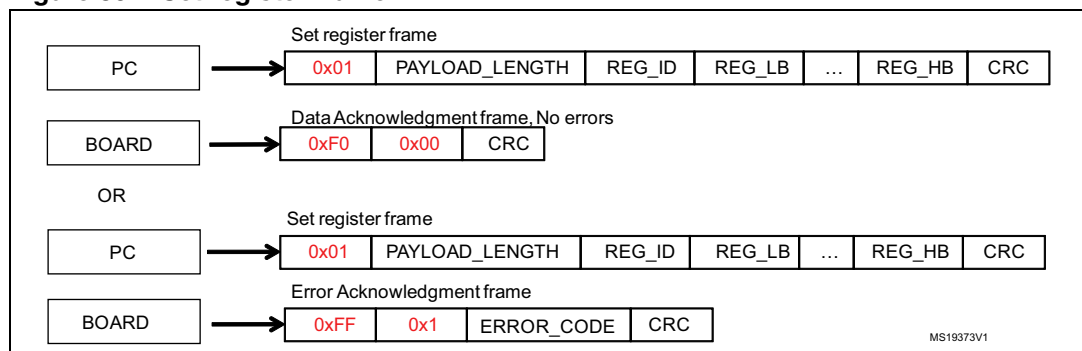 Set register frame
PC 0x01 PAYLOAD_LENGTH REG_ID REG_LB ... REG_HB CRC
Data Acknowledgment frame, No errors
BOARD 0xF0 0x00 CRC
OR
Set register frame
PC 0x01 PAYLOAD_LENGTH REG_ID REG_LB ... REG_HB CRC
Error Acknowledgment frame
BOARD 0xFF 0x1 ERROR_CODE CRC
MS19373V1